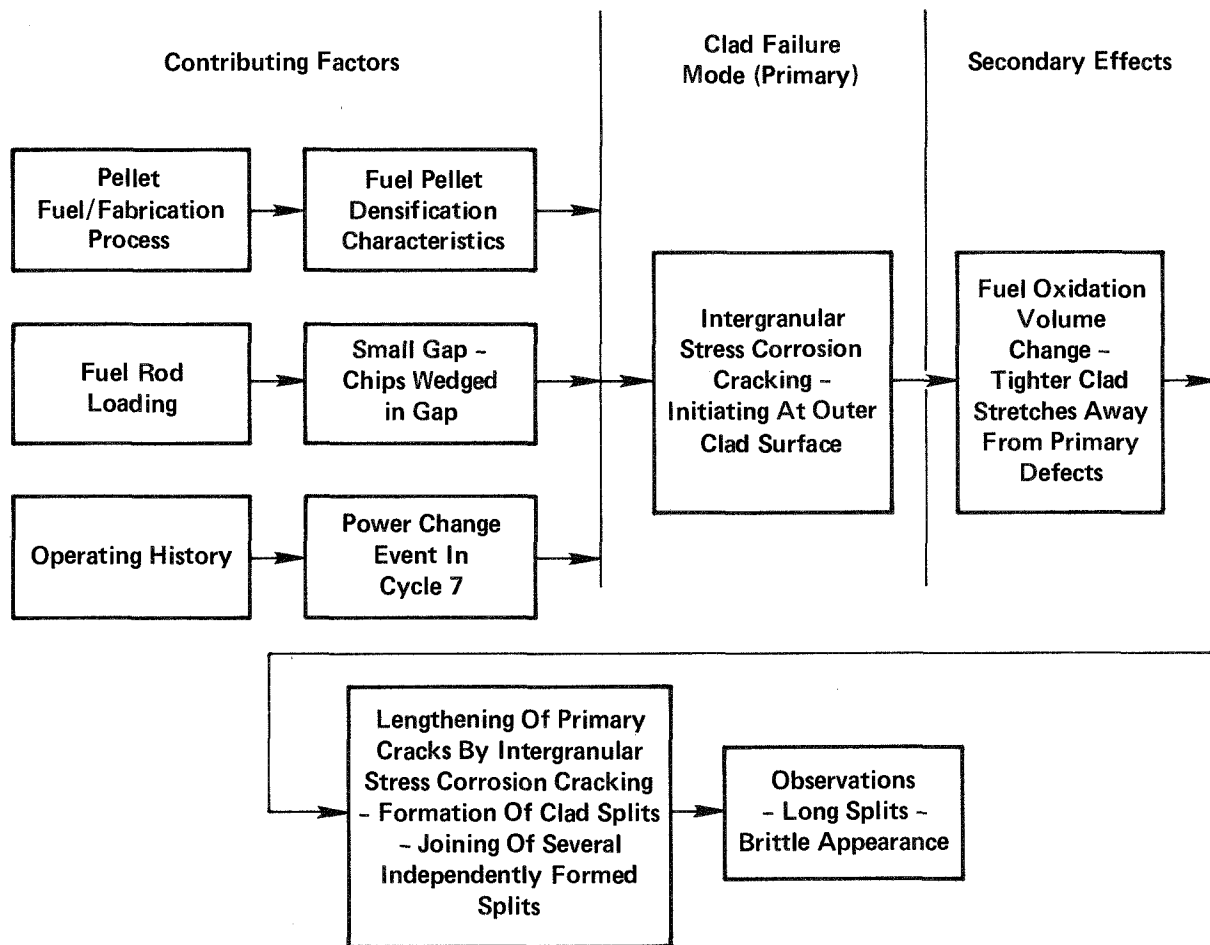 Contributing Factors
Clad Failure
Mode (Primary)
Secondary Effects
Pellet
Fuel/Fabrication
Process
Fuel Pellet
Densification
Characteristics
Fuel Rod
Loading
Small Gap –
Chips Wedged
in Gap
Operating History
Power Change
Event In
Cycle 7
Intergranular
Stress Corrosion
Cracking –
Initiating At Outer
Clad Surface
Fuel Oxidation
Volume
Change –
Tighter Clad
Stretches Away
From Primary
Defects
Lengthening Of Primary
Cracks By Intergranular
Stress Corrosion Cracking
– Formation Of Clad Splits
– Joining Of Several
Independently Formed
Splits
Observations
– Long Splits –
Brittle Appearance